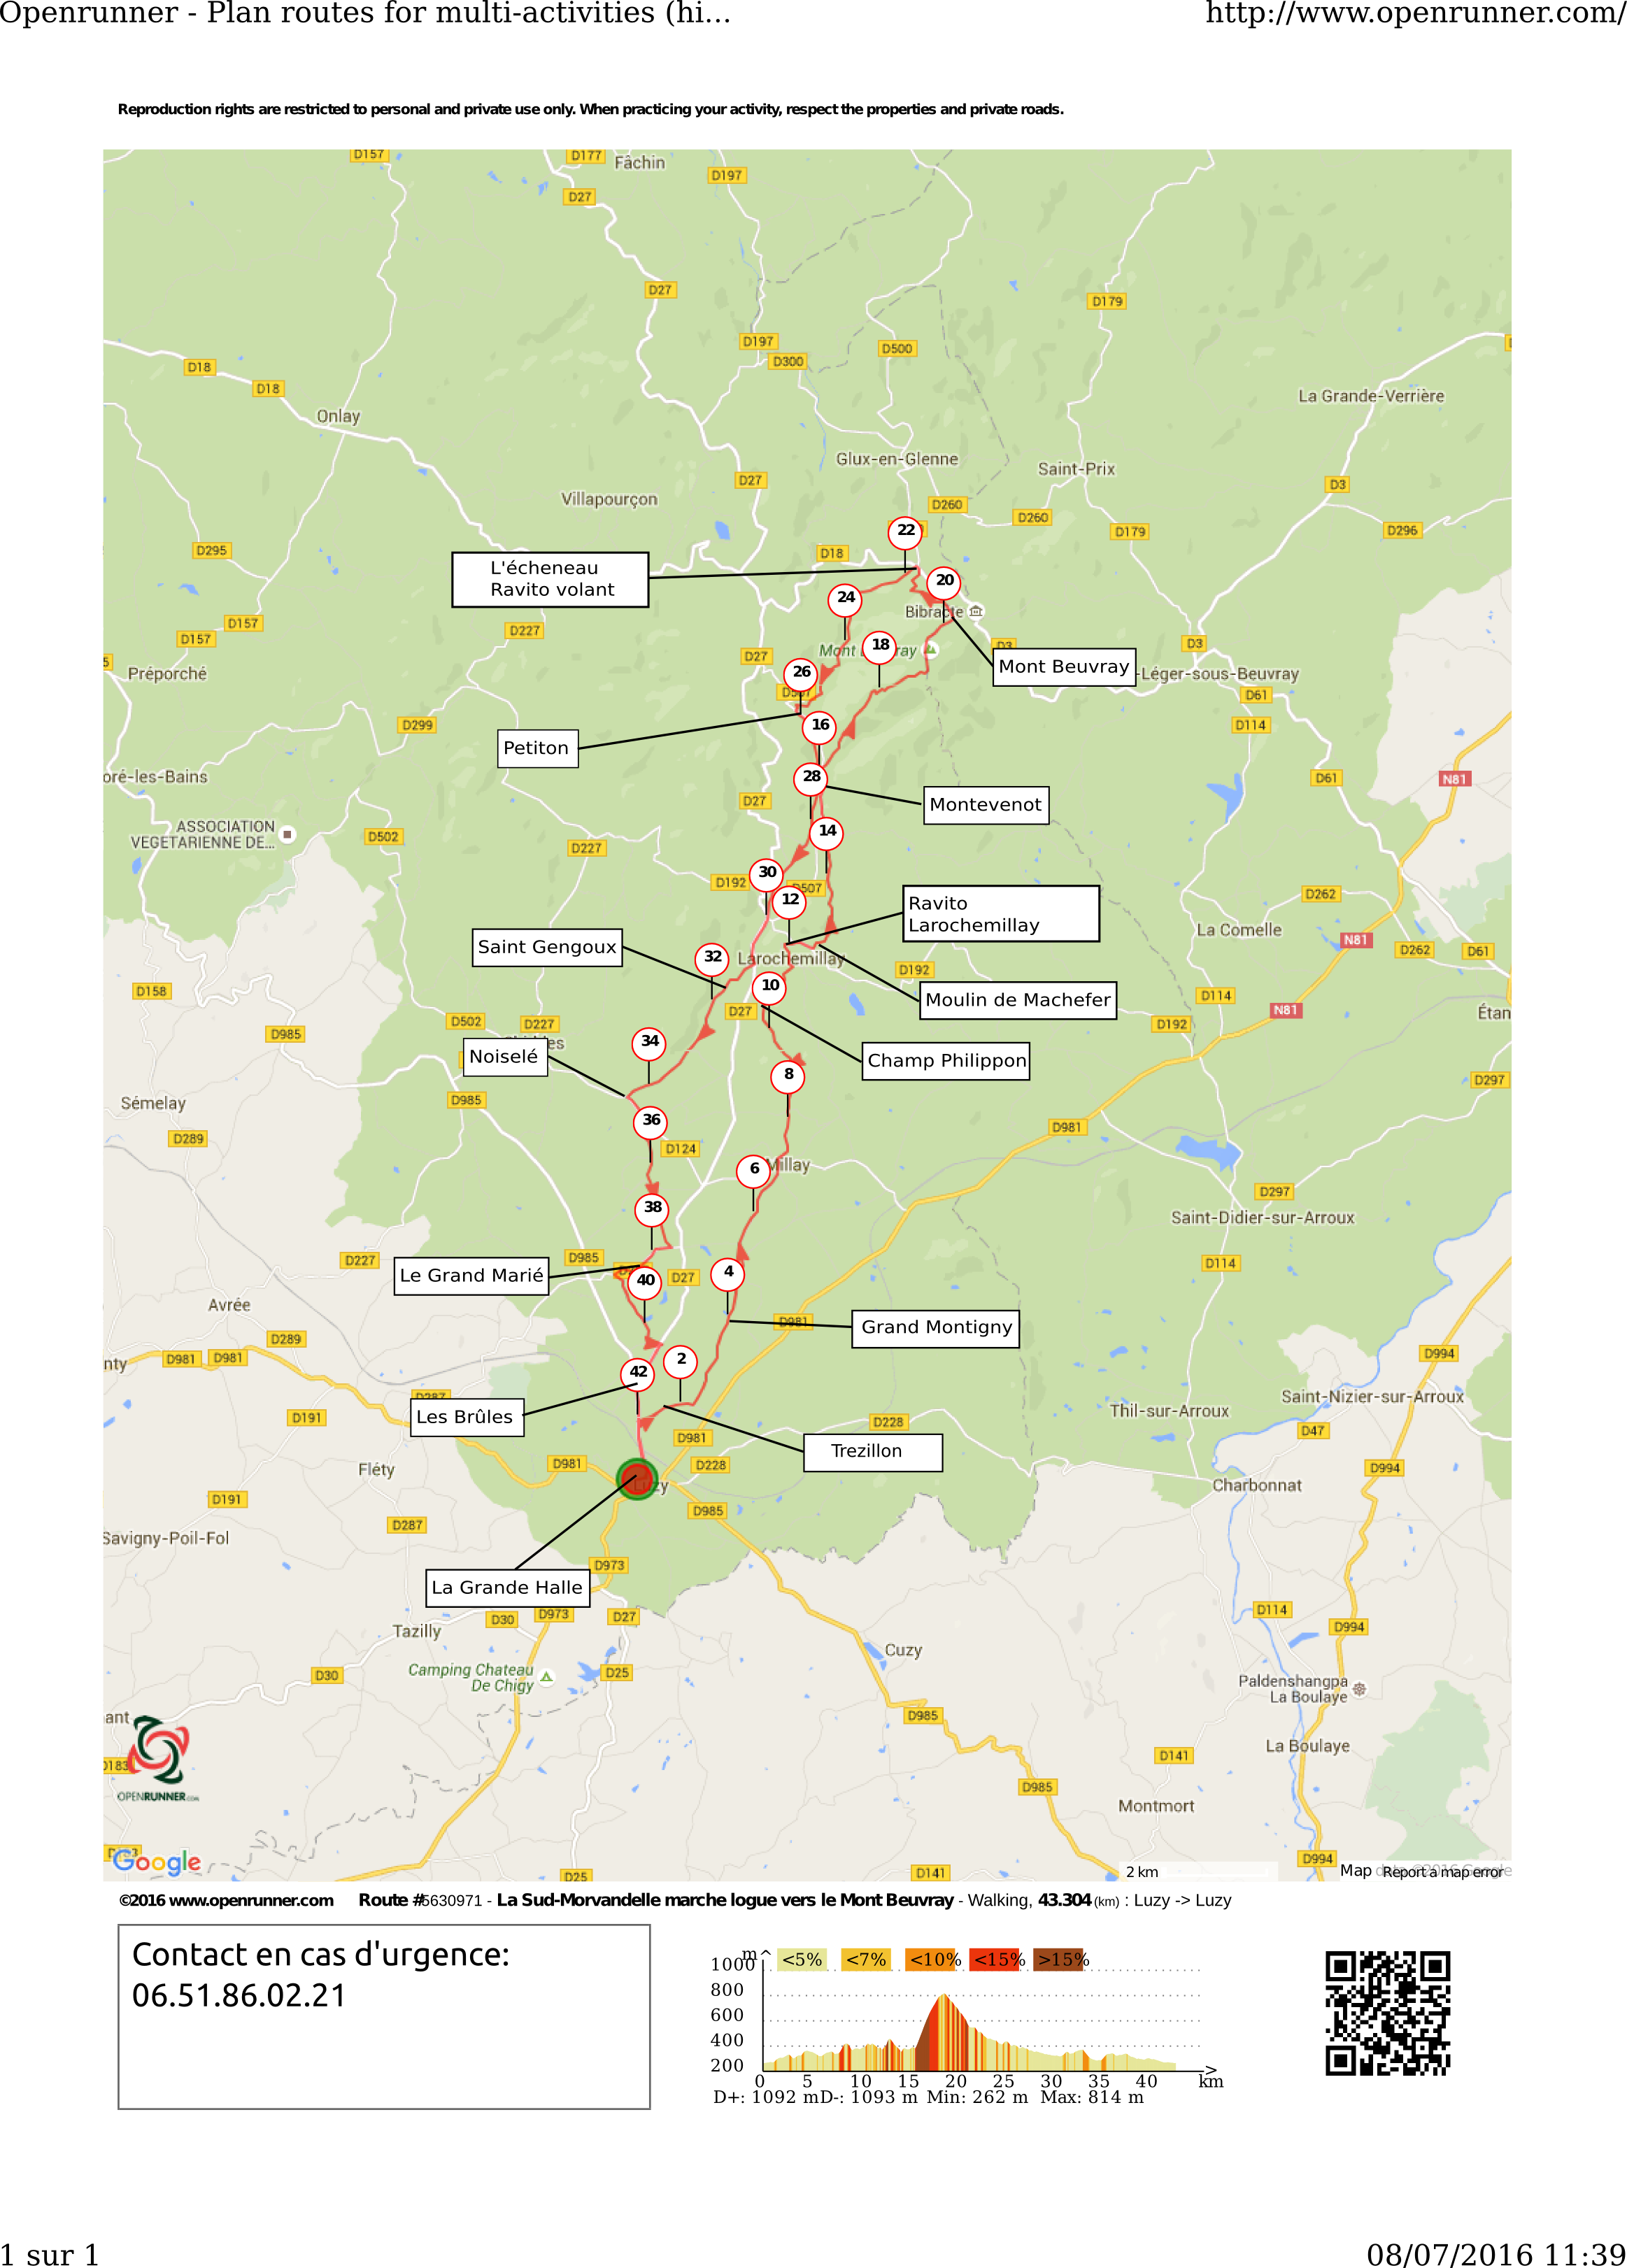 Openrunner - Plan routes for multi-activities (hi...
http://www.openrunner.com/
Reproduction rights are restricted to personal and private use only. When practicing your activity, respect the properties and private roads.
D157
D177
Fâchin
D197
D27
D27
D179
D197
D300
D500
D18
D18
Onlay
La Grande-Verrière
Glux-en-Glenne
Saint-Prix
D27
D3
Villapourçon
D260
D260
D179
D296
22
D295
D18
L'écheneau
Ravito volant
20
24
Bibracte
D157
D157
D227
18
D3
D3
D27
Mont Beuvray
Préporché
26
-Léger-sous-Beuvray
D61
D299
16
D114
Petiton
oré-les-Bains
28
D61
N81
D27
Montevenot
ASSOCIATION
VEGETARIENNE DE...
D502
14
D227
30
D192
D507
12
D262
Ravito
Larochemillay
La Comelle
N81
D262
D61
Saint Gengoux
32
Larochemillay
D192
10
D158
D114
Moulin de Machefer
D27
N81
Étan
D502
D227
D192
D985
34
Noiselé
Champ Philippon
8
D297
D985
Sémelay
36
D981
D289
D124
6
Millay
D297
38
Saint-Didier-sur-Arroux
D227
D985
D114
Le Grand Marié
40
D27
4
Avrée
D981
Grand Montigny
D289
nty
D981
D981
D994
42
2
D287
Saint-Nizier-sur-Arroux
D191
Les Brûles
Thil-sur-Arroux
D228
D47
D981
Trezillon
Fléty
D981
D228
D994
Luzy
Charbonnat
D191
D985
D287
Savigny-Poil-Fol
D973
La Grande Halle
D30
D973
D27
D114
D994
Tazilly
Cuzy
Camping Chateau
De Chigy
D30
D25
Paldenshangpa
La Boulaye
ant
D985
La Boulaye
D183
D141
D985
OPENRUNNER.com
Montmort
Google
D25
D141
2 km
D994
Map data ©2016 Google
Report a map error
©2016 www.openrunner.com Route #5630971 - La Sud-Morvandelle marche logue vers le Mont Beuvray - Walking, 43.304 (km) : Luzy -> Luzy
Contact en cas d'urgence:
06.51.86.02.21
m^
<5% <7% <10% <15% >15%
1000
800
600
400
200
0 5 10 15 20 25 30 35 40 km
>
D+: 1092 m D-: 1093 m Min: 262 m Max: 814 m
1 sur 1
08/07/2016 11:39